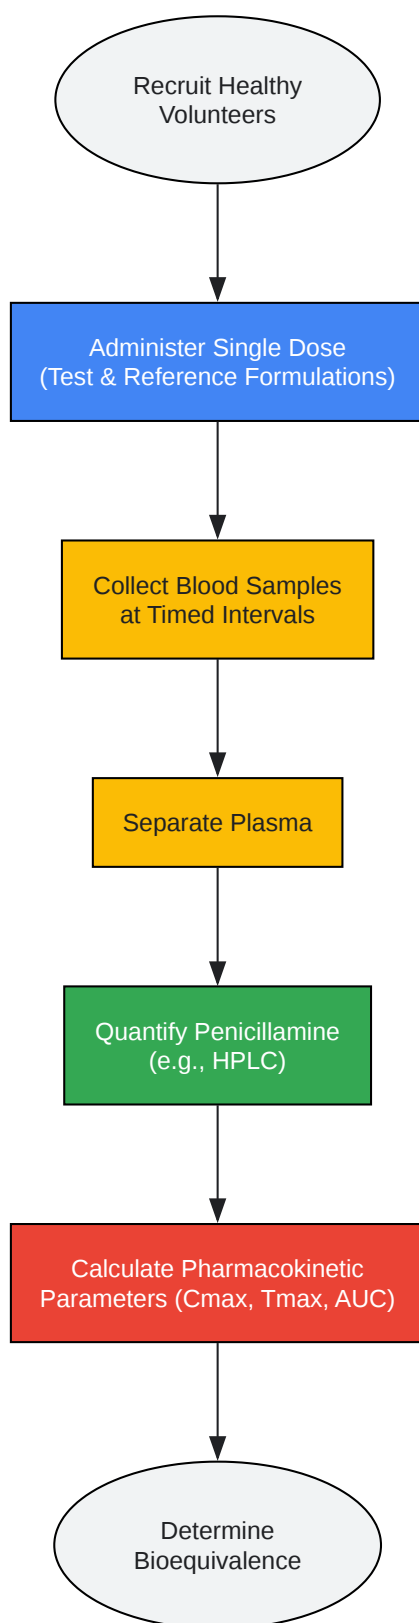 Recruit Healthy
Volunteers
Administer Single Dose
(Test & Reference Formulations)
Collect Blood Samples
at Timed Intervals
Separate Plasma
Quantify Penicillamine
(e.g., HPLC)
Calculate Pharmacokinetic
Parameters (Cmax, Tmax, AUC)
Determine
Bioequivalence